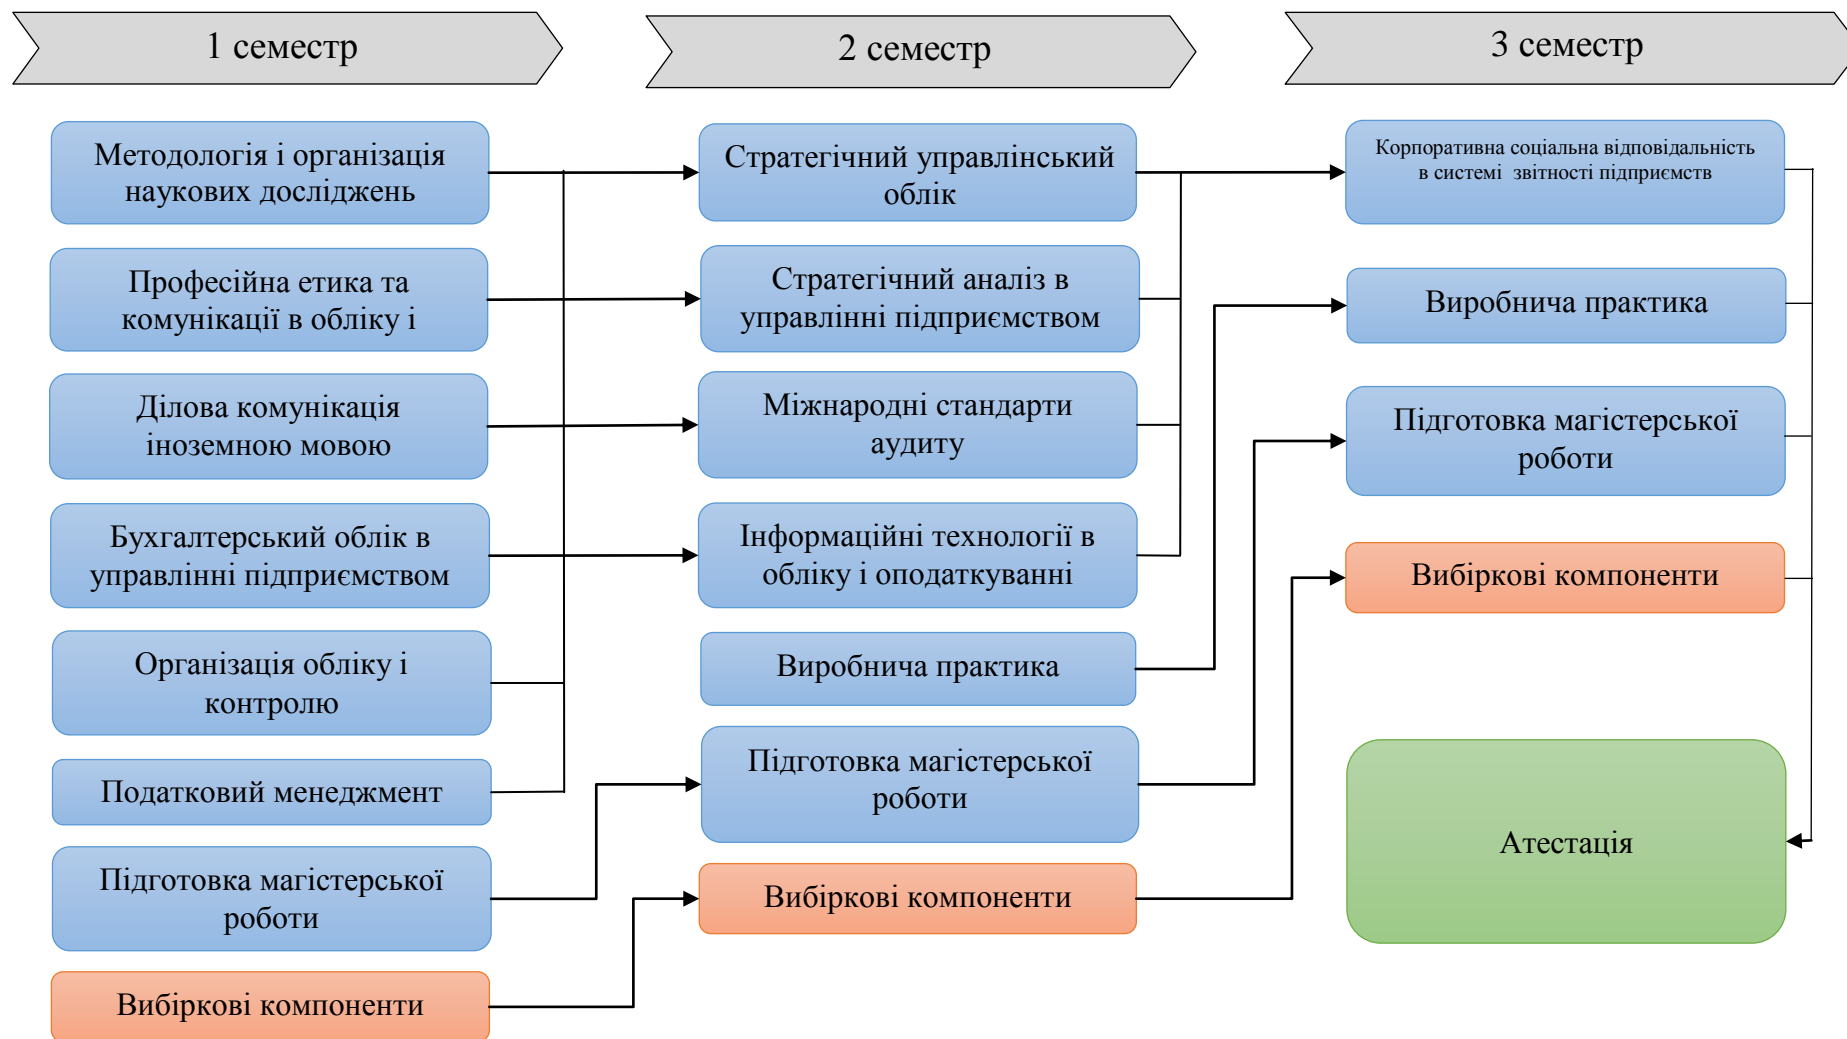 1 семестр
2 семестр
3 семестр
Методологія і організація
наукових досліджень
Професійна етика та
комунікації в обліку і
Ділова комунікація
іноземною мовою
Бухгалтерський облік в
управлінні підприємством
Організація обліку і
контролю
Податковий менеджмент
Підготовка магістерської
роботи
Вибіркові компоненти
Стратегічний управлінський
облік
Стратегічний аналіз в
управлінні підприємством
Міжнародні стандарти
аудиту
Інформаційні технології в
обліку і оподаткуванні
Виробнича практика
Підготовка магістерської
роботи
Вибіркові компоненти
Корпоративна соціальна відповідальність
в системі звітності підприємств
Виробнича практика
Підготовка магістерської
роботи
Вибіркові компоненти
Атестація